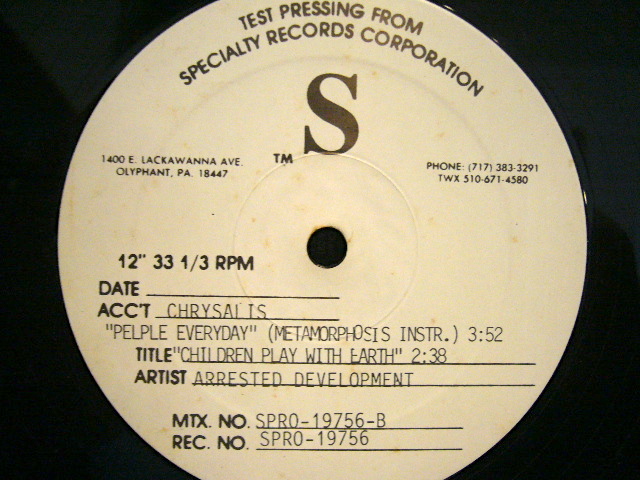 TEST PRESSING FROM
SPECIALTY RECORDS CORPORATION
S
TM
1400 E. LACKAWANNA AVE.
OLYPHANT, PA. 18447
PHONE: (717) 383-3291
TWX 510-671-4580
12" 33 1/3 RPM
DATE
ACC'T CHRYSALIS
"PELPLE EVERYDAY" (METAMORPHOSIS INSTR.) 3:52
TITLE "CHILDREN PLAY WITH EARTH" 2:38
ARTIST ARRESTED DEVELOPMENT
MTX. NO. SPRO-19756-B
REC. NO. SPRO-19756